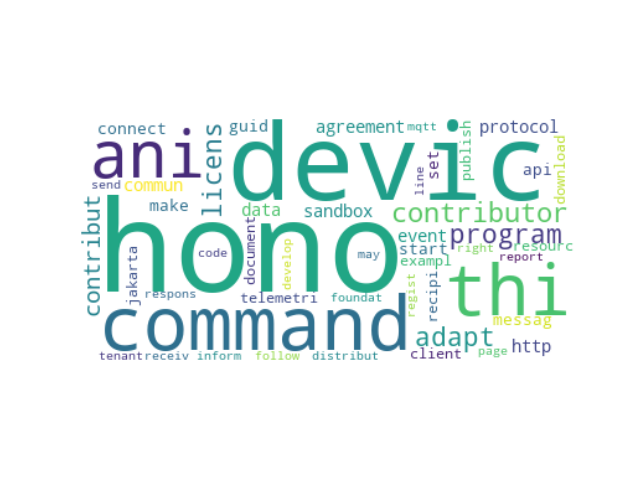 connect
guid
agreement
mqtt
publish
protocol
ani
licens
devic
line
set
api
download
send
commun
contribut
make
data
sandbox
contributor
hono
document
code
develop
may
event
start
program
right
resourc
exampl
report
jakarta
respons
telemetri
foundat
regist
recipi
thi
command
adapt
messag
tenant
receiv
inform
follow
distribut
client
page
http